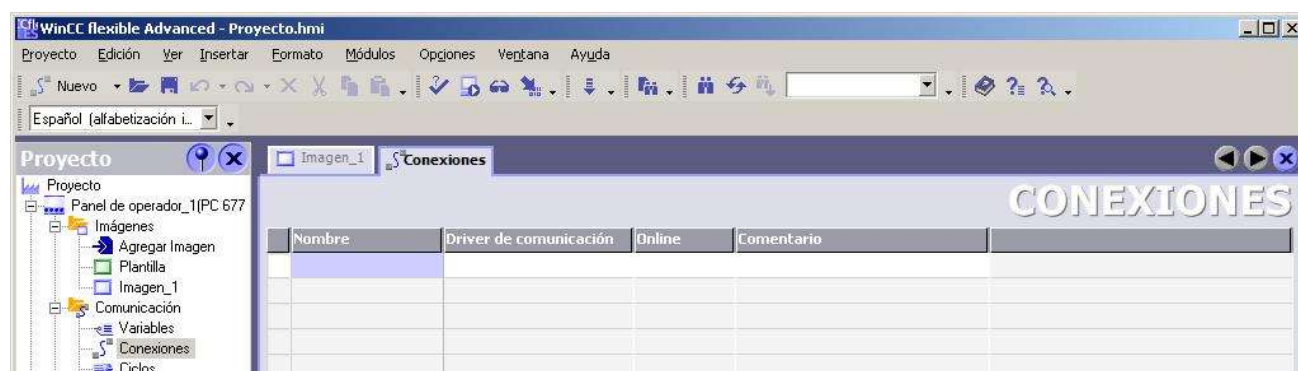 WinCC flexible Advanced - Proyecto.hmi
Proyecto Edición Ver Insertar Formato Módulos Opciones Ventana Ayuda
Nuevo
Español (alfabetización i...
Proyecto
Imagen_1 Conexiones
Proyecto
CONEXIONES
Panel de operador_1(PC 677
Imágenes
Nombre Driver de comunicación Online Comentario
Agregar Imagen
Plantilla
Imagen_1
Comunicación
Variables
Conexiones
Ciclos